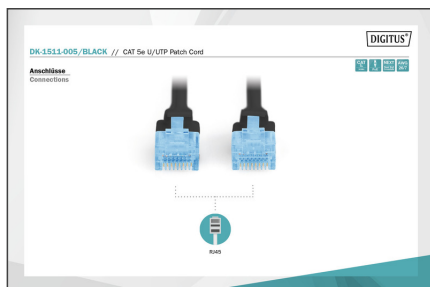 DIGITUS®
DK-1511-005/BLACK // CAT 5e U/UTP Patch Cord
Anschlüsse
Connections
RJ45